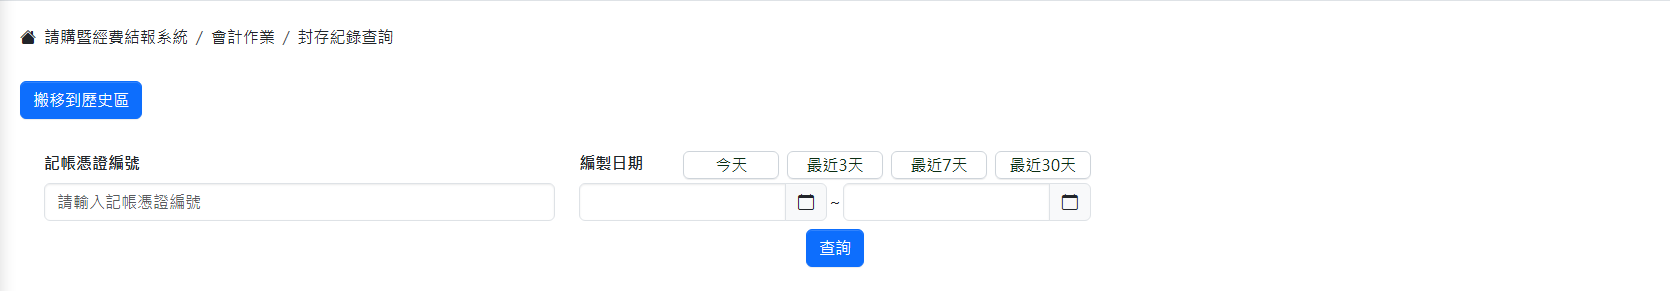 請購暨經費結報系統 / 會計作業 / 封存紀錄查詢
搬移到歷史區
記帳憑證編號
請輸入記帳憑證編號
編製日期 今天 最近3天 最近7天 最近30天
~
查詢